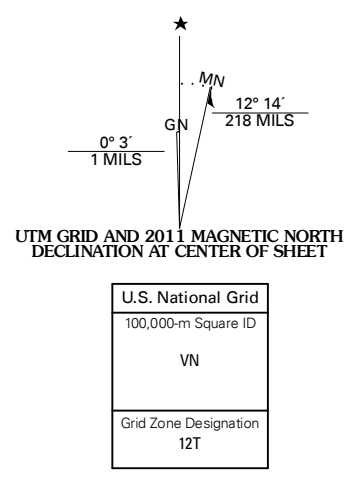 MN
GN
12° 14´
218 MILS
0° 3´
1 MILS
UTM GRID AND 2011 MAGNETIC NORTH
DECLINATION AT CENTER OF SHEET
U.S. National Grid
100,000-m Square ID
VN
Grid Zone Designation
12T